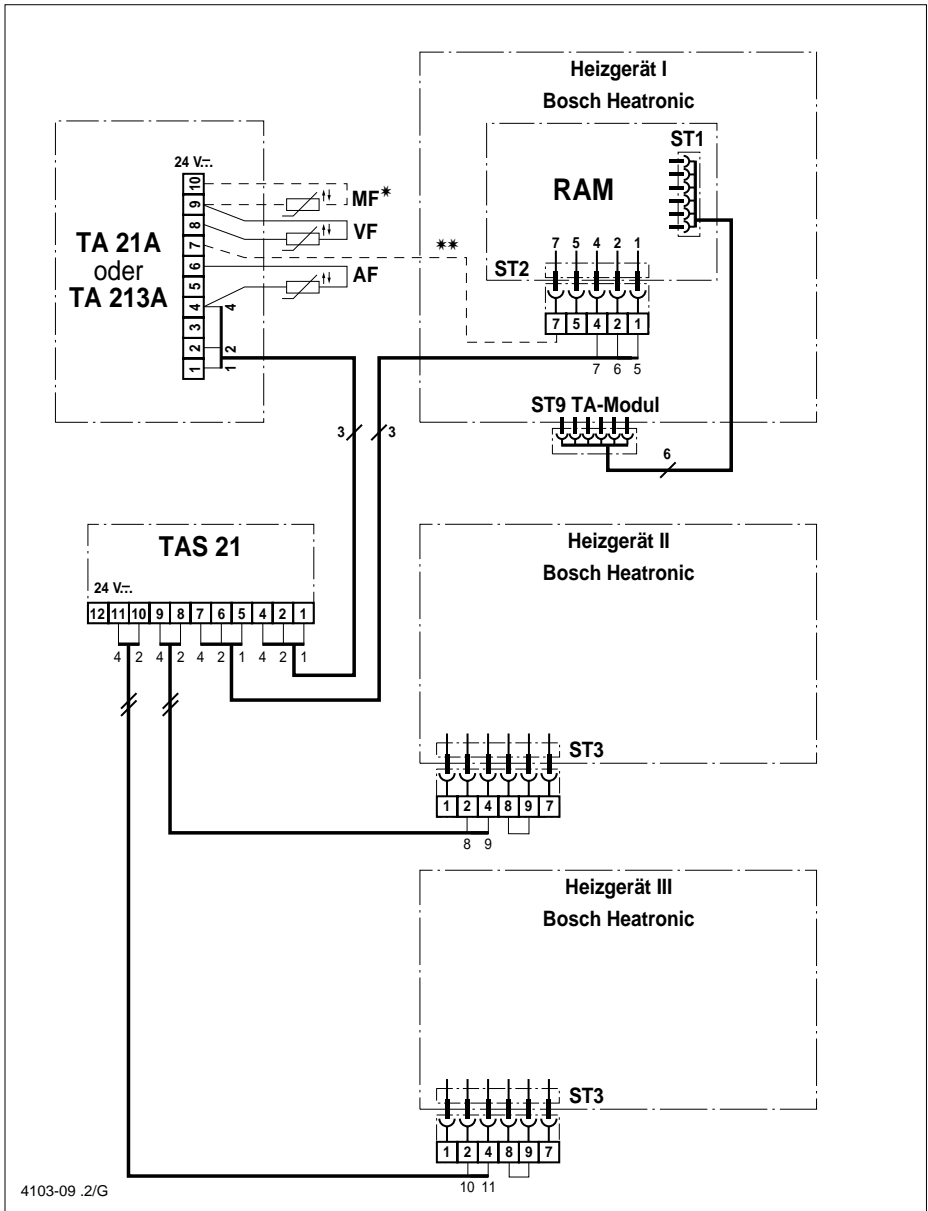 Heizgerät I
Bosch Heatronic
ST1
RAM
24 V
10
9
8
7
6
5
4
3
2
1
TA 21A
oder
TA 213A
MF*
VF
AF
4
2
1
**
7 5 4 2 1
ST2
7 5 4 2 1
7 6 5
ST9 TA-Modul
3 3
6
TAS 21
24 V
12 11 10 9 8 7 6 5 4 2 1
4 2 4 2 4 2 1 4 2 1
Heizgerät II
Bosch Heatronic
ST3
1 2 4 8 9 7
8 9
Heizgerät III
Bosch Heatronic
ST3
1 2 4 8 9 7
10 11
4103-09 .2/G